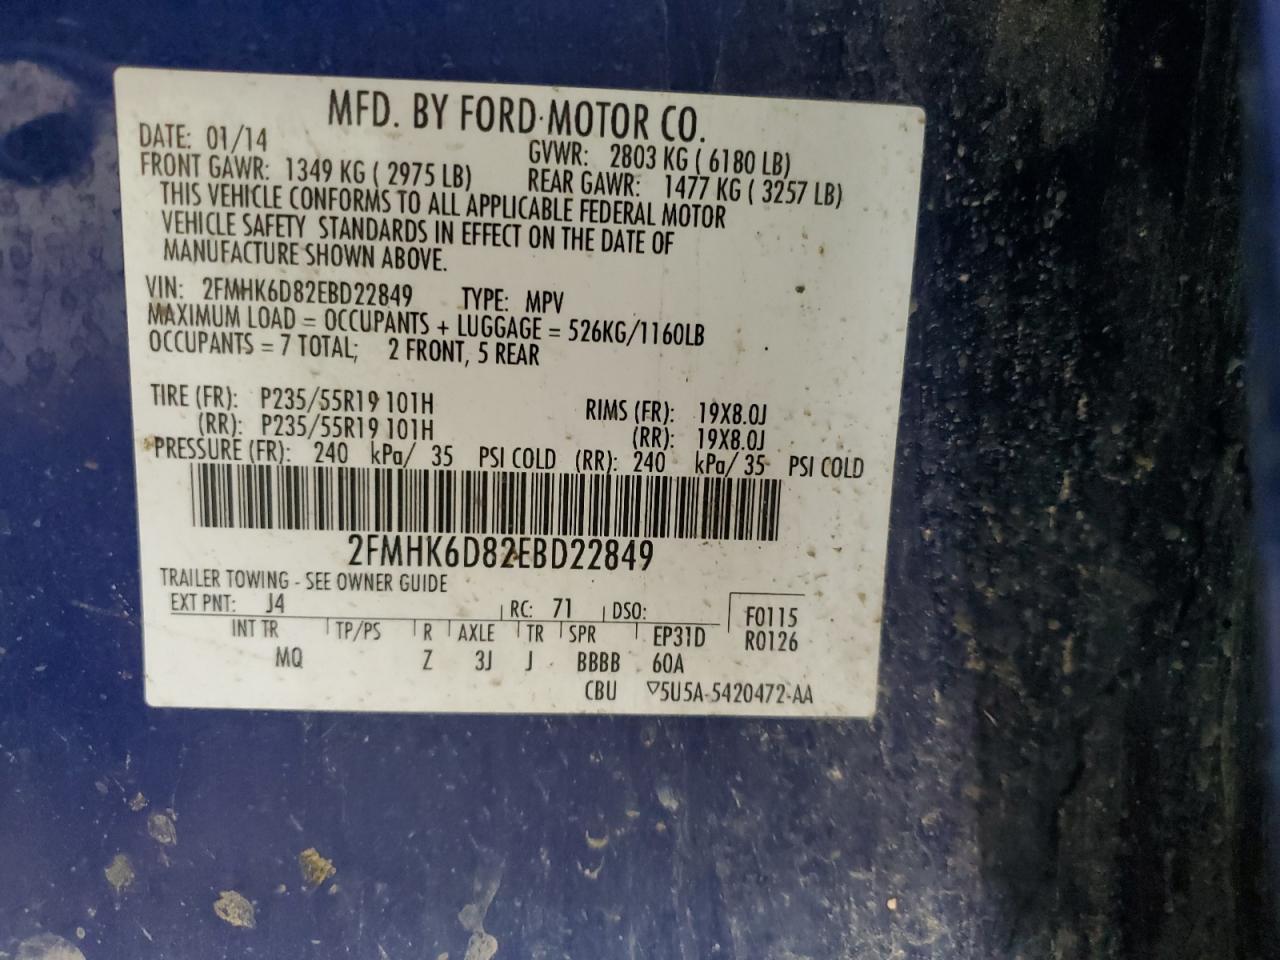 MFD. BY FORD MOTOR CO.
DATE: 01/14 GVWR: 2803 KG ( 6180 LB)
FRONT GAWR: 1349 KG ( 2975 LB) REAR GAWR: 1477 KG ( 3257 LB)
THIS VEHICLE CONFORMS TO ALL APPLICABLE FEDERAL MOTOR
VEHICLE SAFETY STANDARDS IN EFFECT ON THE DATE OF
MANUFACTURE SHOWN ABOVE.
VIN: 2FMHK6D82EBD22849 TYPE: MPV
MAXIMUM LOAD = OCCUPANTS + LUGGAGE = 526KG/1160LB
OCCUPANTS = 7 TOTAL; 2 FRONT, 5 REAR
TIRE (FR): P235/55R19 101H RIMS (FR): 19X8.0J
(RR): P235/55R19 101H (RR): 19X8.0J
PRESSURE (FR): 240 kPa/ 35 PSI COLD (RR): 240 kPa/ 35 PSI COLD
2FMHK6D82EBD22849
TRAILER TOWING - SEE OWNER GUIDE
EXT PNT: J4 RC: 71 DSO: F0115
INT TR TP/PS R AXLE TR SPR EP31D R0126
MQ Z 3J J BBBB 60A
CBU ▽5U5A-5420472-AA